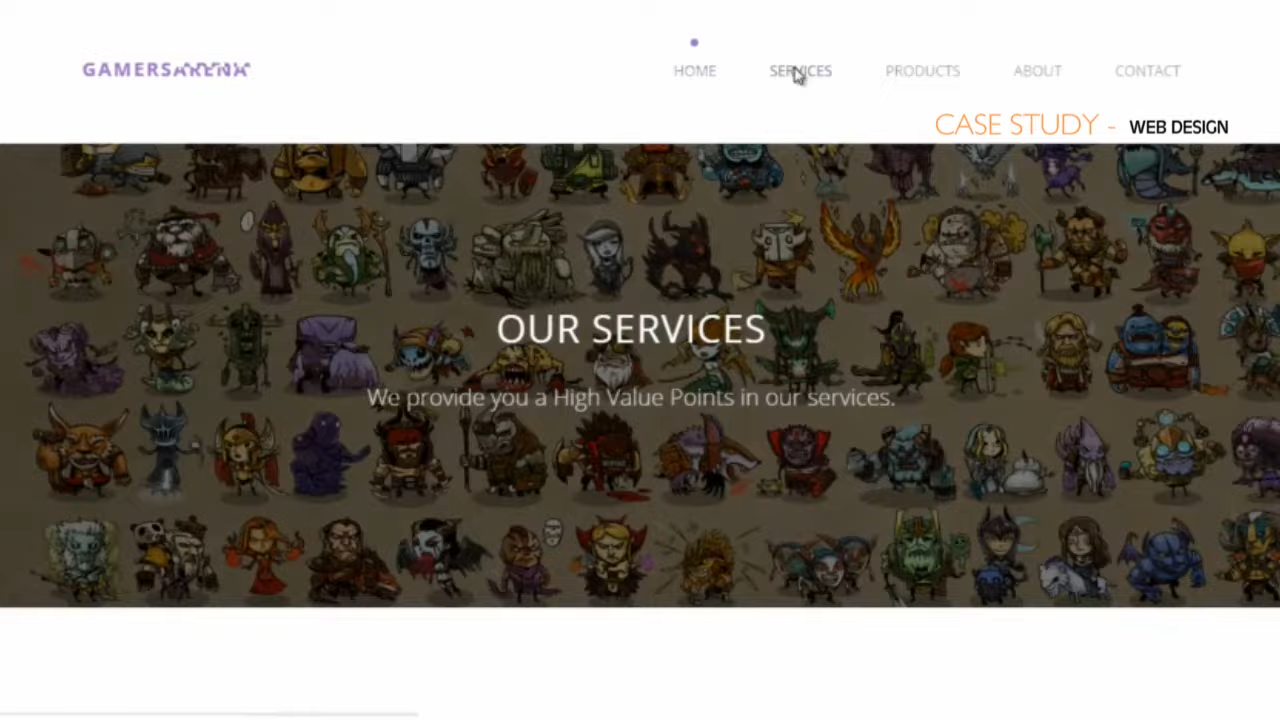 GAMERSARENA
HOME SERVICES PRODUCTS ABOUT CONTACT
CASE STUDY - WEB DESIGN
OUR SERVICES
We provide you a High Value Points in our services.